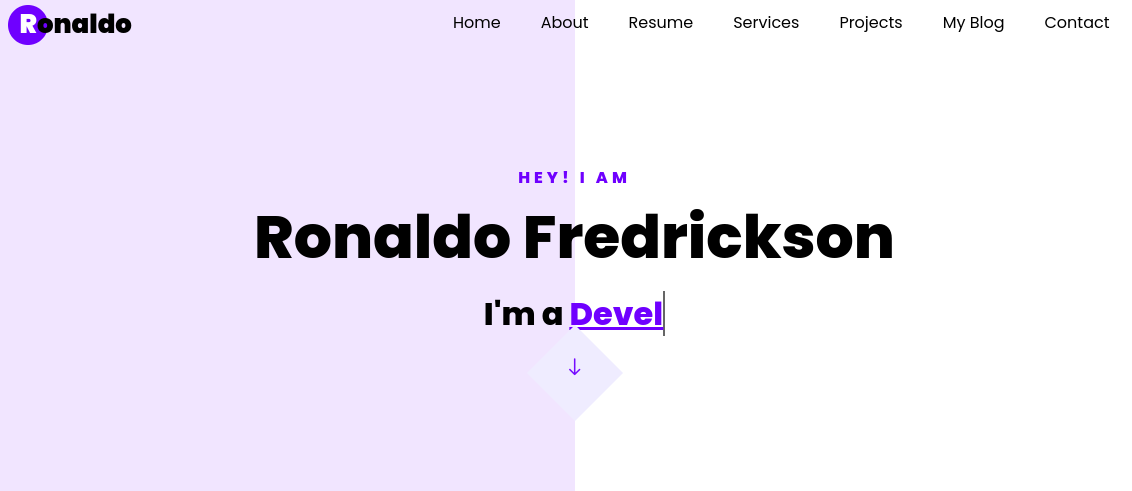 Ronaldo
Home About Resume Services Projects My Blog Contact
HEY! I AM
Ronaldo Fredrickson
I'm a Devel